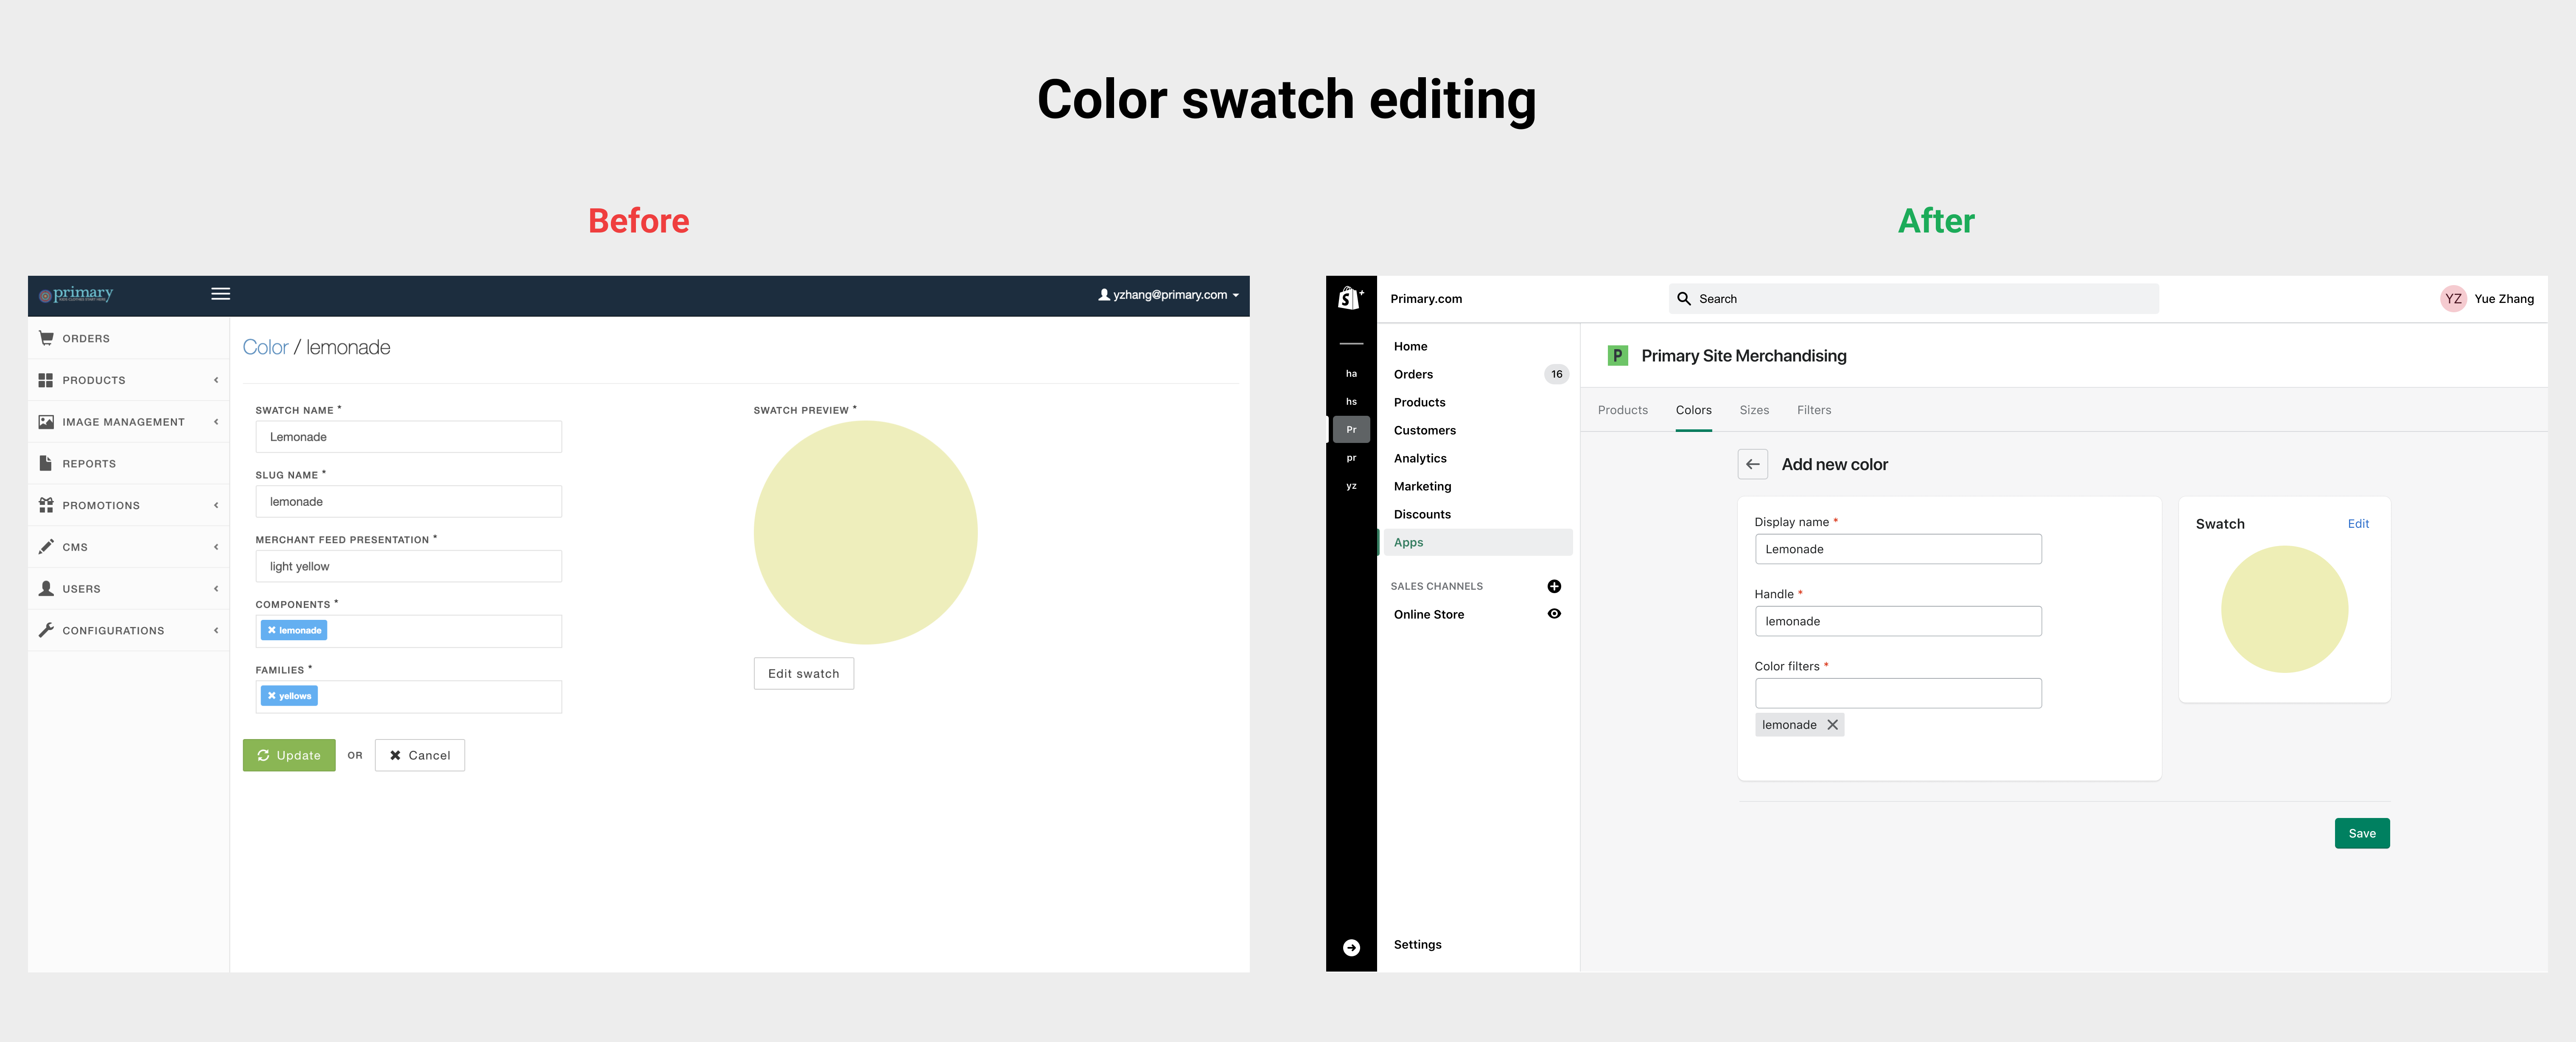 Color swatch editing
Before
After
primary
yzhang@primary.com
ORDERS
PRODUCTS
IMAGE MANAGEMENT
REPORTS
PROMOTIONS
CMS
USERS
CONFIGURATIONS
Color / lemonade
SWATCH NAME *
Lemonade
SLUG NAME *
lemonade
MERCHANT FEED PRESENTATION *
light yellow
COMPONENTS *
lemonade
FAMILIES *
yellows
Update OR Cancel
SWATCH PREVIEW *
Edit swatch
S
ha
hs
Pr
pr
yz
Primary.com
Search
YZ Yue Zhang
Home
Orders 16
Products
Customers
Analytics
Marketing
Discounts
Apps
SALES CHANNELS
Online Store
Settings
P Primary Site Merchandising
Products Colors Sizes Filters
Add new color
Display name *
Lemonade
Handle *
lemonade
Color filters *
lemonade
Swatch Edit
Save